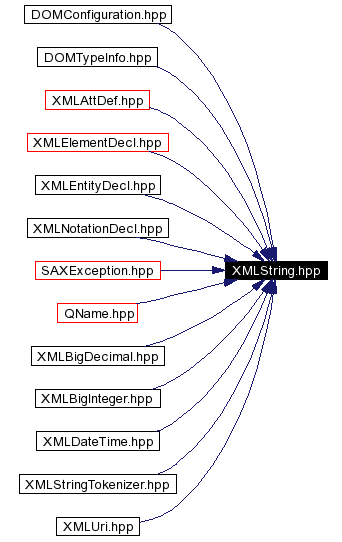 DOMConfiguration.hpp
DOMTypeInfo.hpp
XMLAttDef.hpp
XMLElementDecl.hpp
XMLEntityDecl.hpp
XMLNotationDecl.hpp
SAXException.hpp
XMLString.hpp
QName.hpp
XMLBigDecimal.hpp
XMLBigInteger.hpp
XMLDateTime.hpp
XMLStringTokenizer.hpp
XMLUri.hpp